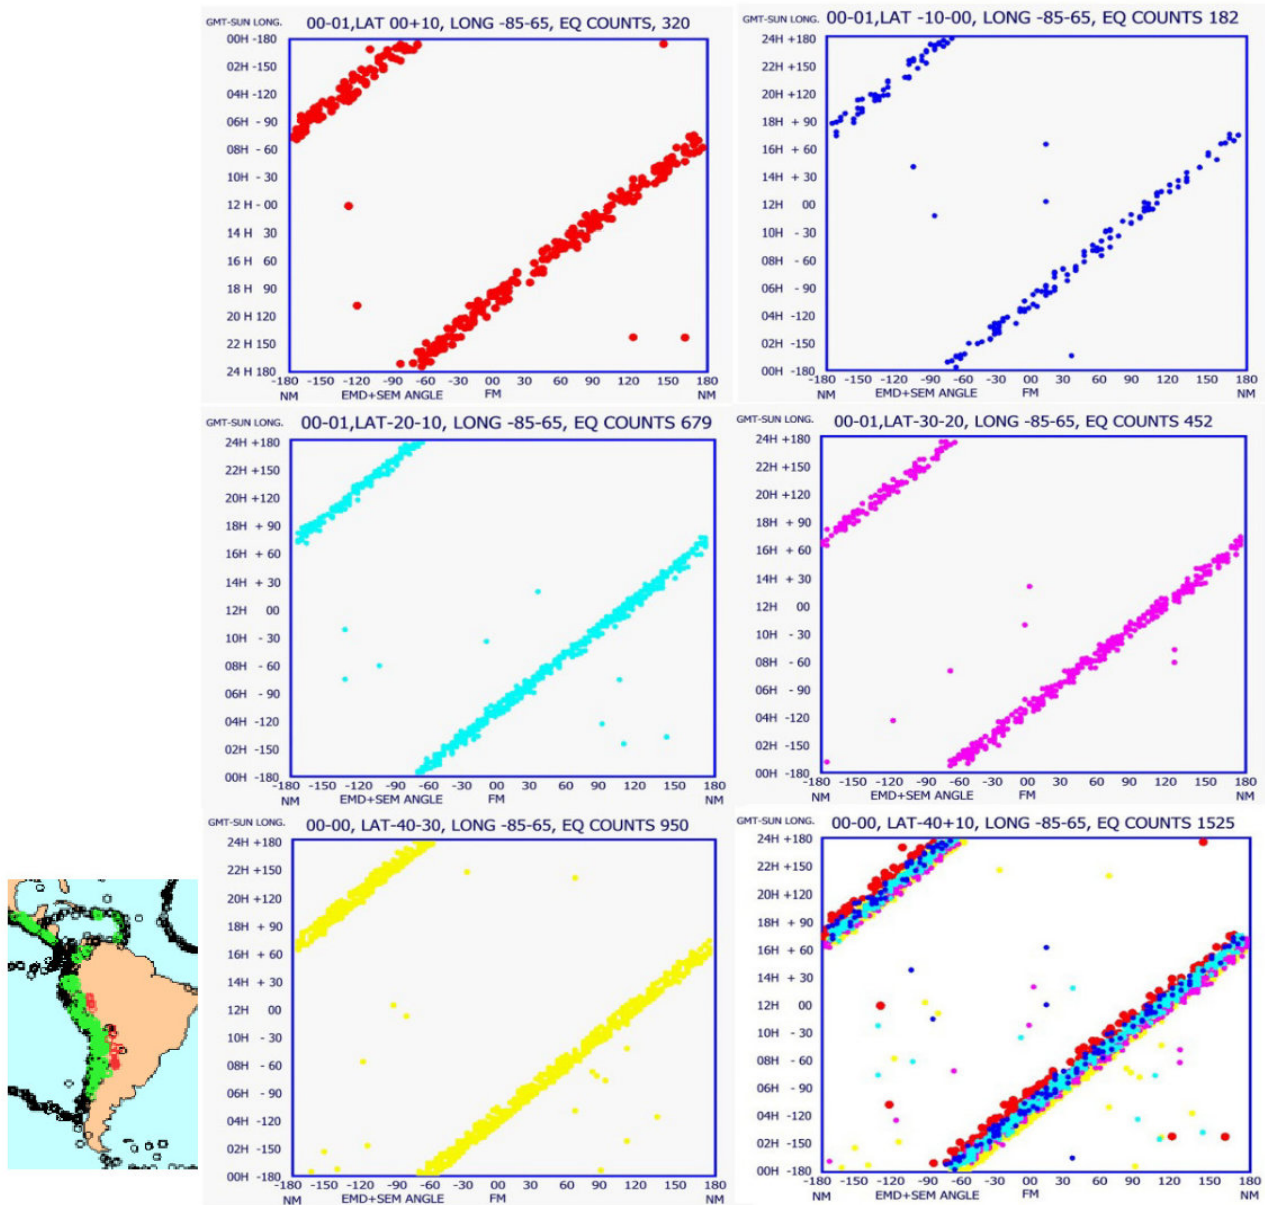 GMT-SUN LONG. 00-01,LAT 00+10, LONG -85-65, EQ COUNTS, 320
00H -180
02H -150
04H -120
06H - 90
08H - 60
10H - 30
12 H - 00
14 H 30
16 H 60
18 H 90
20 H 120
22 H 150
24 H 180
-180 -150 -120 -90 -60 -30 00 30 60 90 120 150 180
NM EMD+SEM ANGLE FM NM
GMT-SUN LONG. 00-01,LAT -10-00, LONG -85-65, EQ COUNTS 182
24H +180
22H +150
20H +120
18H + 90
16H + 60
14H + 30
12H 00
10H - 30
08H - 60
06H - 90
04H -120
02H -150
00H -180
-180 -150 -120 -90 -60 -30 00 30 60 90 120 150 180
NM EMD+SEM ANGLE FM NM
GMT-SUN LONG. 00-01,LAT-20-10, LONG -85-65, EQ COUNTS 679
24H +180
22H +150
20H +120
18H + 90
16H + 60
14H + 30
12H 00
10H - 30
08H - 60
06H - 90
04H -120
02H -150
00H -180
-180 -150 -120 -90 -60 -30 00 30 60 90 120 150 180
NM EMD+SEM ANGLE FM NM
GMT-SUN LONG. 00-01,LAT-30-20, LONG -85-65, EQ COUNTS 452
24H +180
22H +150
20H +120
18H + 90
16H + 60
14H + 30
12H 00
10H - 30
08H - 60
06H - 90
04H -120
02H -150
00H -180
-180 -150 -120 -90 -60 -30 00 30 60 90 120 150 180
NM EMD+SEM ANGLE FM NM
GMT-SUN LONG. 00-00, LAT-40-30, LONG -85-65, EQ COUNTS 950
24H +180
22H +150
20H +120
18H + 90
16H + 60
14H + 30
12H 00
10H - 30
08H - 60
06H - 90
04H -120
02H -150
00H -180
-180 -150 -120 -90 -60 -30 00 30 60 90 120 150 180
NM EMD+SEM ANGLE FM NM
GMT-SUN LONG. 00-00, LAT-40+10, LONG -85-65, EQ COUNTS 1525
24H +180
22H +150
20H +120
18H + 90
16H + 60
14H + 30
12H 00
10H - 30
08H - 60
06H - 90
04H -120
02H -150
00H -180
-180 -150 -120 -90 -60 -30 00 30 60 90 120 150 180
NM EMD+SEM ANGLE FM NM